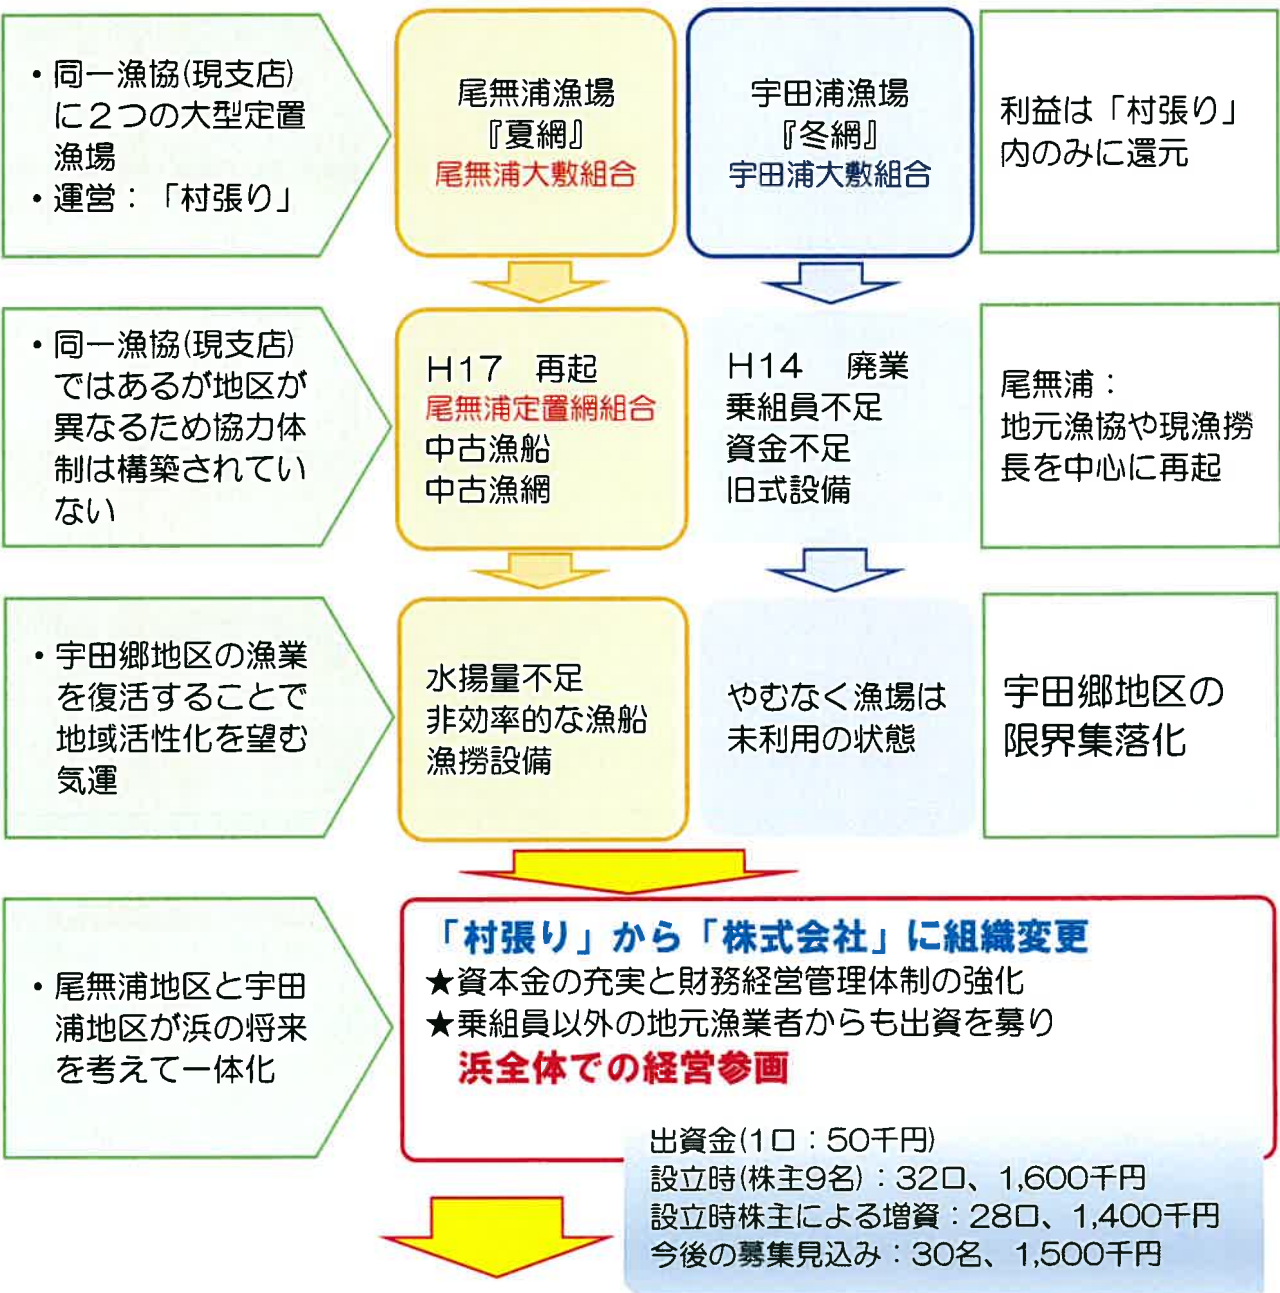 ・同一漁協(現支店)
に２つの大型定置
漁場
・運営：「村張り」
尾無浦漁場
『夏網』
尾無浦大敷組合
宇田浦漁場
『冬網』
宇田浦大敷組合
利益は「村張り」
内のみに還元
・同一漁協(現支店)
ではあるが地区が
異なるため協力体
制は構築されてい
ない
H17　再起
尾無浦定置網組合
中古漁船
中古漁網
H14　廃業
乗組員不足
資金不足
旧式設備
尾無浦：
地元漁協や現漁撈
長を中心に再起
・宇田郷地区の漁業
を復活することで
地域活性化を望む
気運
水揚量不足
非効率的な漁船
漁撈設備
やむなく漁場は
未利用の状態
宇田郷地区の
限界集落化
・尾無浦地区と宇田
浦地区が浜の将来
を考えて一体化
「村張り」から「株式会社」に組織変更
★資本金の充実と財務経営管理体制の強化
★乗組員以外の地元漁業者からも出資を募り
浜全体での経営参画
出資金(1口：50千円)
設立時(株主9名)：32口、1,600千円
設立時株主による増資：28口、1,400千円
今後の募集見込み：30名、1,500千円